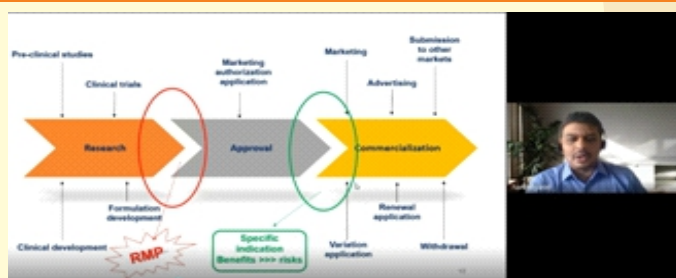 Pre-clinical studies
Clinical trials
Marketing
authorization
application
Marketing
Advertising
Submission
to other
markets
Research
Approval
Commercialization
Formulation
development
Clinical development
RMP
Specific
indication
Benefits >>> risks
Variation
application
Renewal
application
Withdrawal